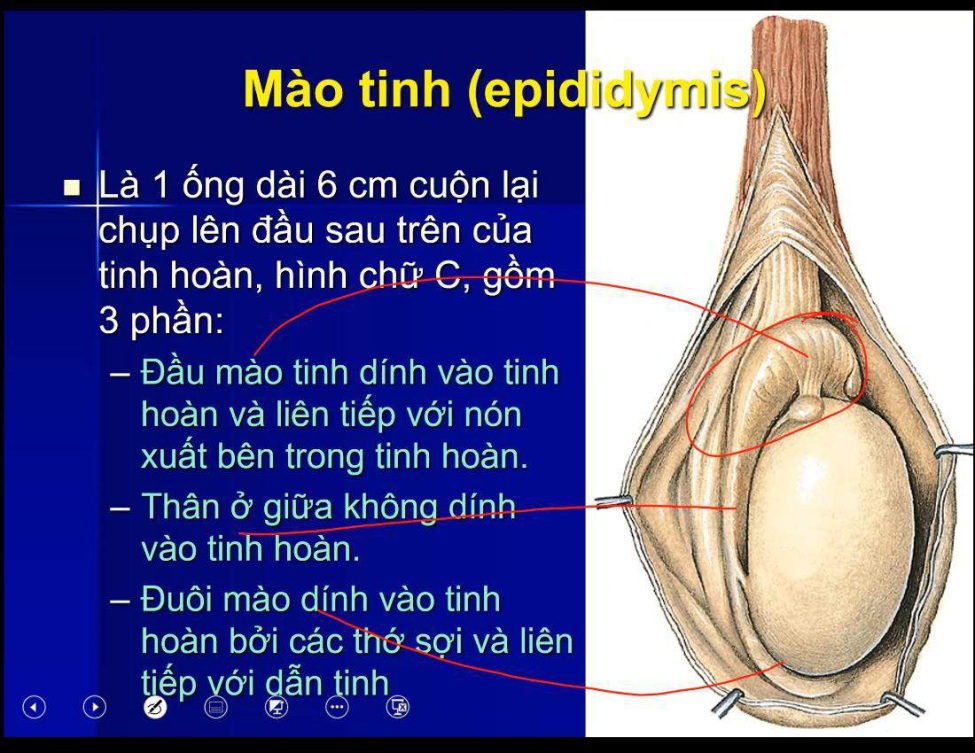 Mào tinh (epididymis)
Là 1 ống dài 6 cm cuộn lại
chụp lên đầu sau trên của
tinh hoàn, hình chữ C, gồm
3 phần:
– Đầu mào tinh dính vào tinh
hoàn và liên tiếp với nón
xuất bên trong tinh hoàn.
– Thân ở giữa không dính
vào tinh hoàn.
– Đuôi mào dính vào tinh
hoàn bởi các thớ sợi và liên
tiếp với dẫn tinh